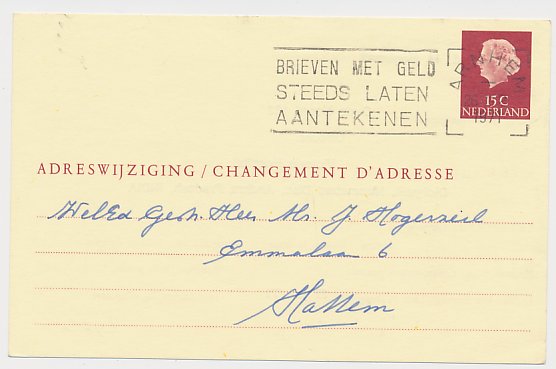 BRIEVEN MET GELD
STEEDS LATEN
AANTEKENEN
ARNHEM
1971
15 C
NEDERLAND
ADRESWIJZIGING / CHANGEMENT D'ADRESSE
WelEd Gestr. Heer Mr. J. Hogerzeil
Emmalaan 6
Hattem